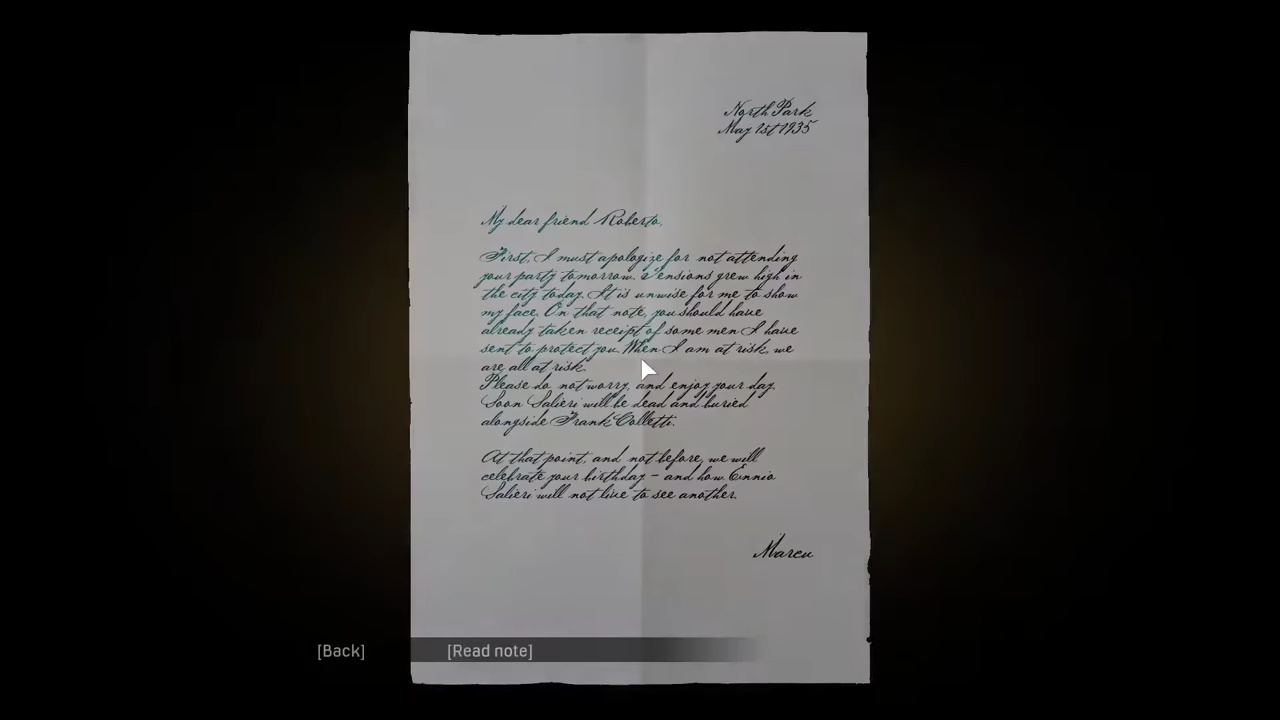 North Park
May 1st 1935
My dear friend Roberto,
First, I must apologize for not attending
your party tomorrow. Tensions grew high in
the city today. It is unwise for me to show
my face. On that note, you should have
already taken receipt of some men I have
sent to protect you. When I am at risk, we
are all at risk.
Please do not worry, and enjoy your day.
Soon Salieri will be dead and buried
alongside Frank Colletti.
At that point, and not before, we will
celebrate your birthday – and how Ennio
Salieri will not live to see another.
Marcu
[Back] [Read note]